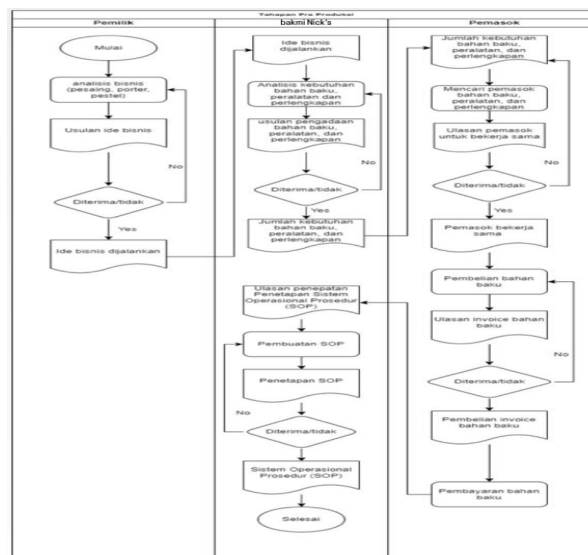 Tahapan Pra Produksi
Pemilik
bakmi Nick's
Pemasok
Mulai
analisis bisnis
(pesaing, porter,
pestel)
Usulan ide bisnis
No
Diterima/tidak
Yes
Ide bisnis dijalankan
Ide bisnis
dijalankan
Analisis kebutuhan
bahan baku,
peralatan dan
perlengkapan
usulan pengadaan
bahan baku,
peralatan, dan
perlengkapan
No
Diterima/tidak
Yes
Jumlah kebutuhan
bahan baku,
peralatan, dan
perlengkapan
Jumlah kebutuhan
bahan baku,
peralatan, dan
perlengkapan
Mencari pemasok
bahan baku,
peralatan, dan
perlengkapan
Ulasan pemasok
untuk bekerja sama
No
Diterima/tidak
Yes
Pemasok bekerja
sama
Pembelian bahan
baku
Ulasan invoice bahan
baku
Diterima/tidak
No
Pembelian invoice
bahan baku
Pembayaran bahan
baku
Ulasan penepatan
Penetapan Sistem
Operasional Prosedur
(SOP)
Pembuatan SOP
Penetapan SOP
No
Diterima/tidak
Sistem Operasional
Prosedur (SOP)
Selesai